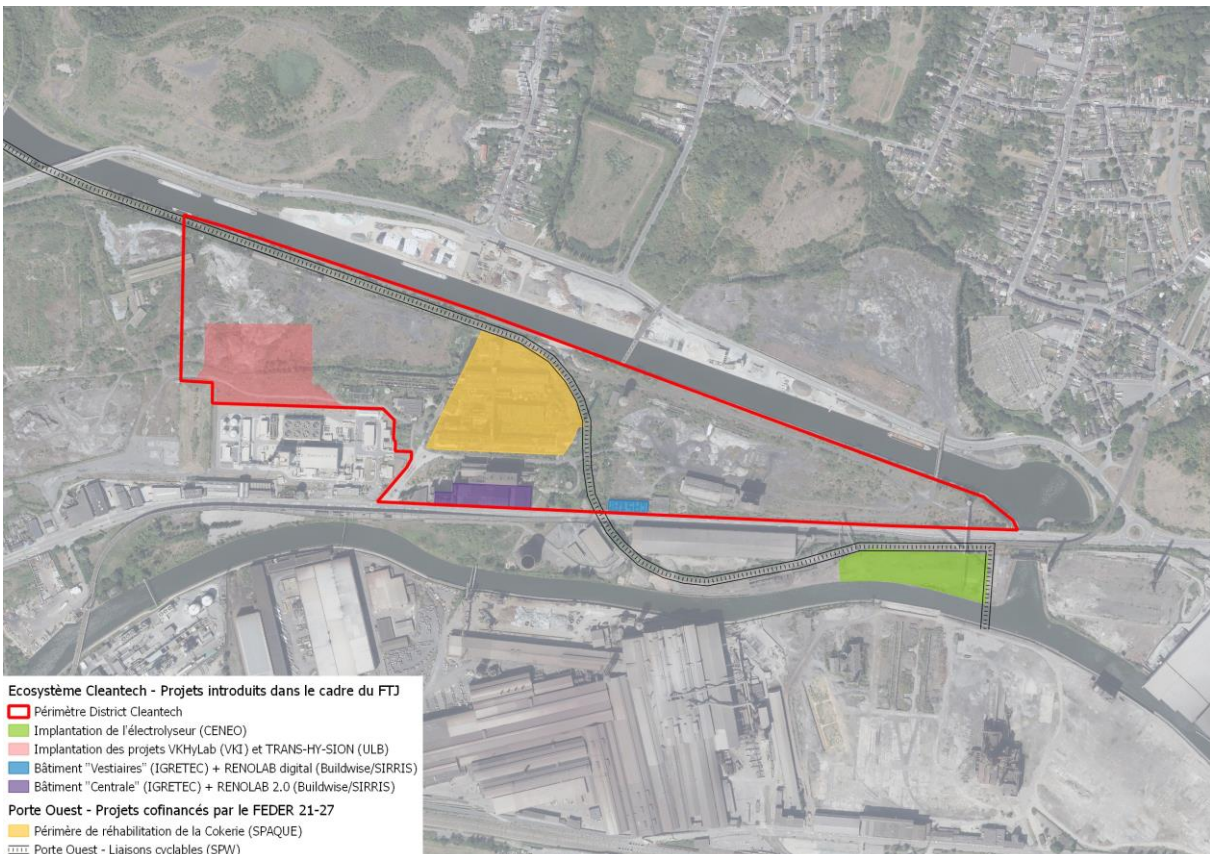 Ecosystème Cleantech - Projets introduits dans le cadre du FTJ
Périmètre District Cleantech
Implantation de l'électrolyseur (CENEO)
Implantation des projets VKHyLab (VKI) et TRANS-HY-SION (ULB)
Bâtiment "Vestiaires" (IGRETEC) + RENOLAB digital (Buildwise/SIRRIS)
Bâtiment "Centrale" (IGRETEC) + RENOLAB 2.0 (Buildwise/SIRRIS)
Porte Ouest - Projets cofinancés par le FEDER 21-27
Périmère de réhabilitation de la Cokerie (SPAQUE)
Porte Ouest - Liaisons cyclables (SPW)